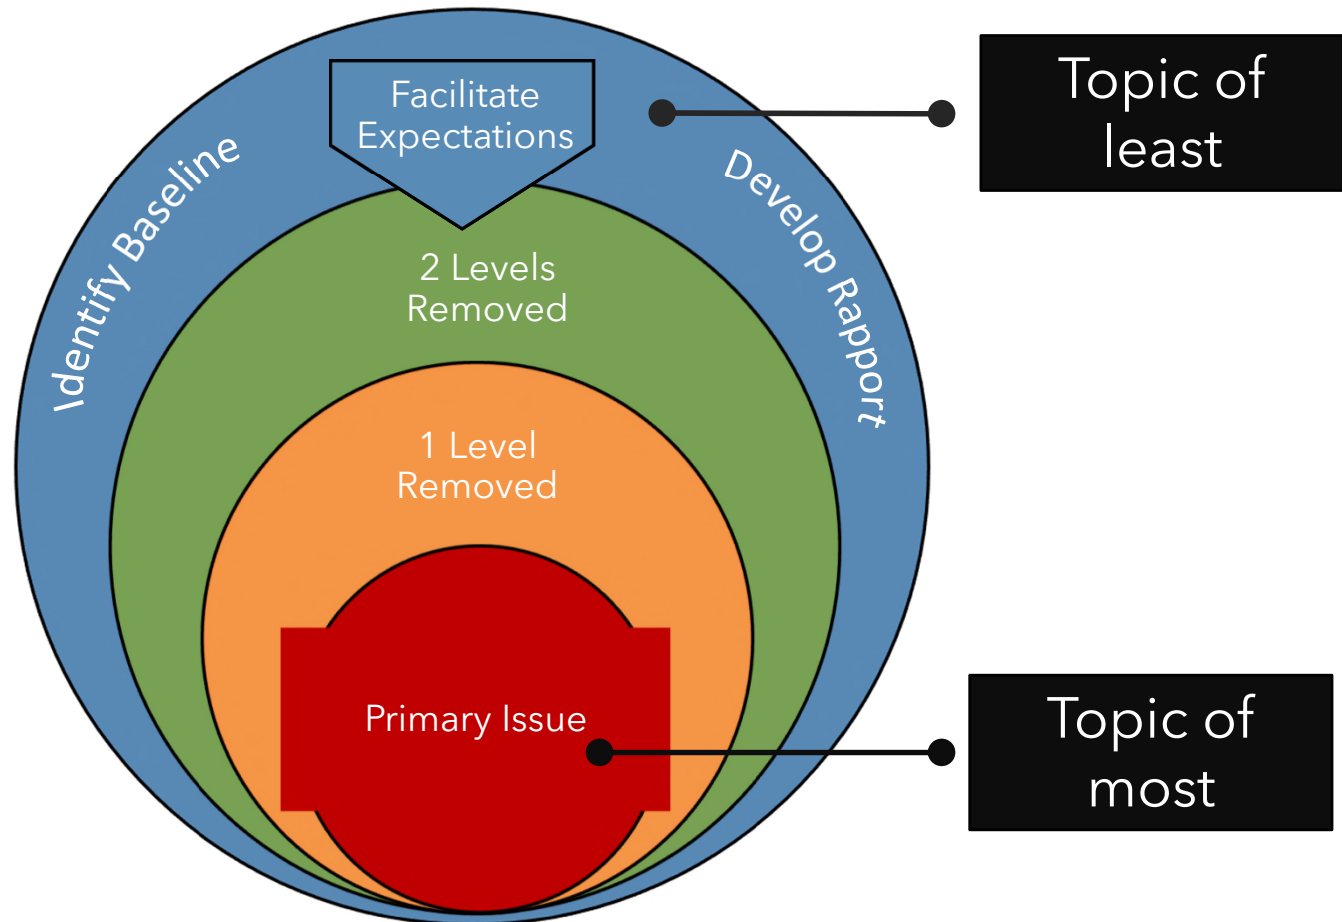 Facilitate
Expectations
Identify Baseline
Develop Rapport
Topic of
least
2 Levels
Removed
1 Level
Removed
Primary Issue
Topic of
most